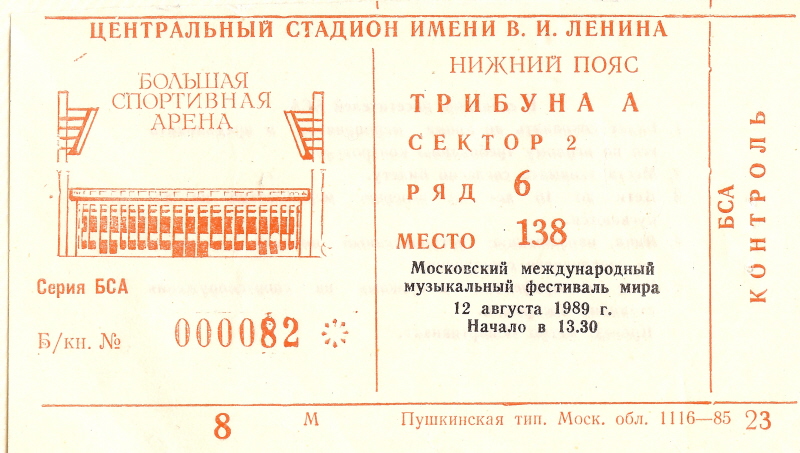 ЦЕНТРАЛЬНЫЙ СТАДИОН ИМЕНИ В. И. ЛЕНИНА
БОЛЬШАЯ
СПОРТИВНАЯ
АРЕНА
Серия БСА
Б/кн. № 000082
НИЖНИЙ ПОЯС
ТРИБУНА А
СЕКТОР 2
РЯД 6
МЕСТО 138
Московский международный
музыкальный фестиваль мира
12 августа 1989 г.
Начало в 13.30
БСА
КОНТРОЛЬ
8 М Пушкинская тип. Моск. обл. 1116—85 23